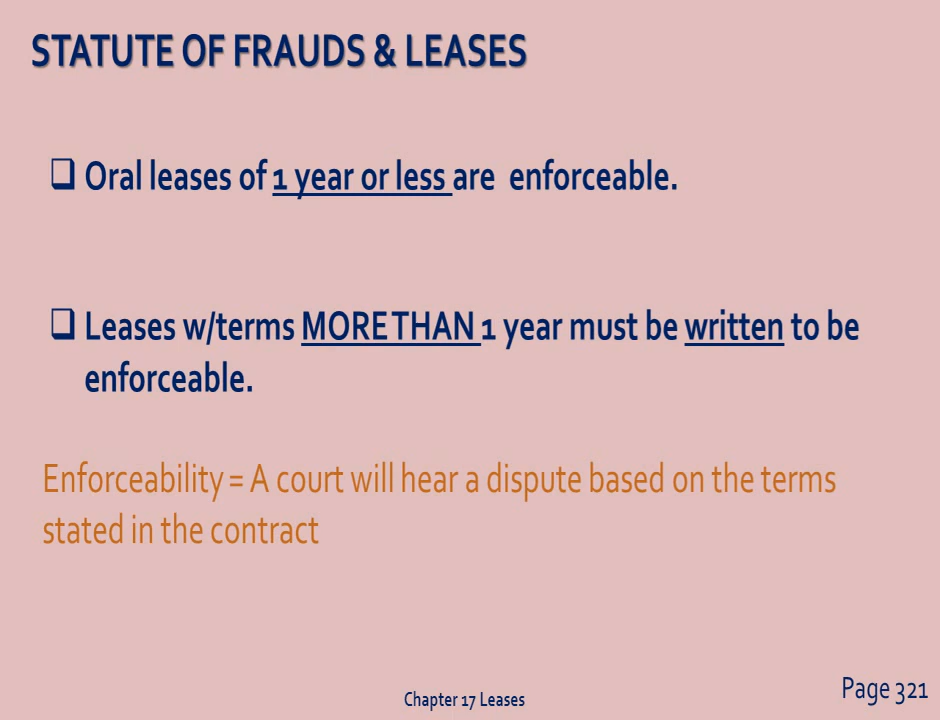 STATUTE OF FRAUDS & LEASES
❑ Oral leases of 1 year or less are enforceable.
❑ Leases w/terms MORE THAN 1 year must be written to be
enforceable.
Enforceability = A court will hear a dispute based on the terms
stated in the contract
Page 321
Chapter 17 Leases